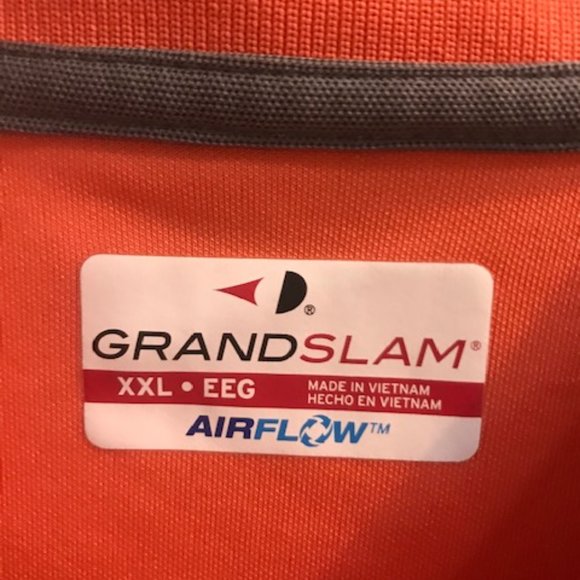 ®
GRANDSLAM®
XXL • EEG
MADE IN VIETNAM
HECHO EN VIETNAM
AIRFLOW™